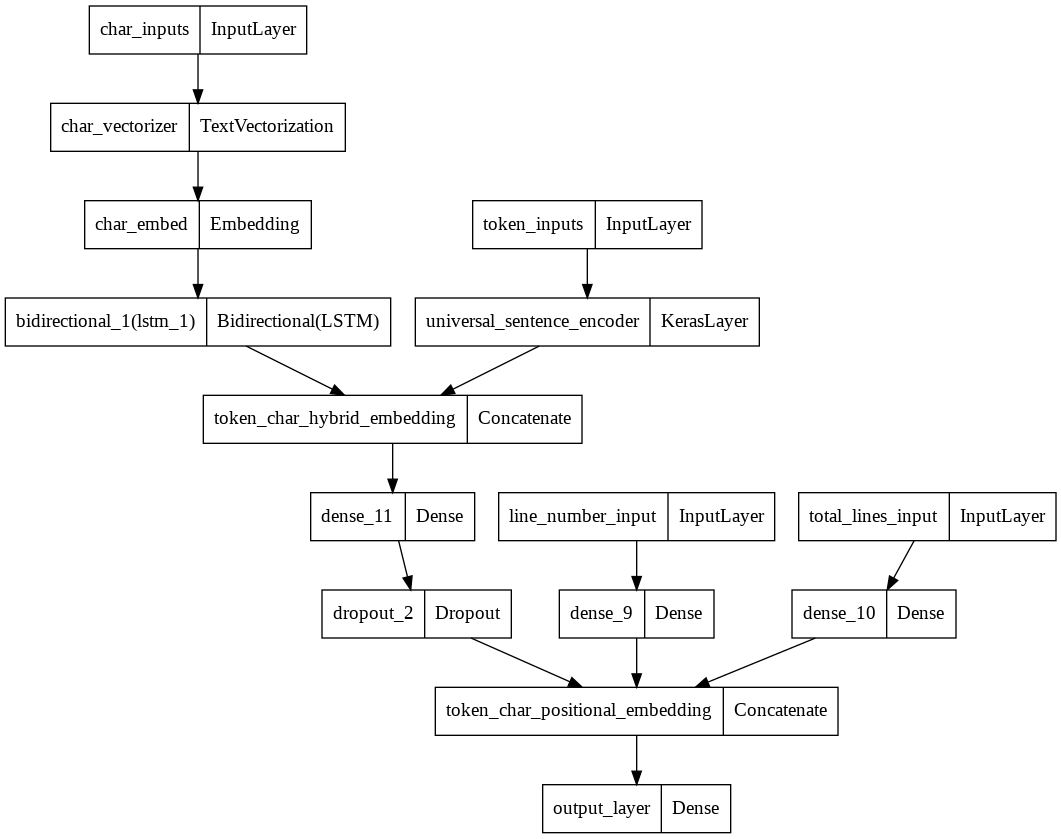 char_inputs InputLayer
char_vectorizer TextVectorization
char_embed Embedding
token_inputs InputLayer
bidirectional_1(lstm_1) Bidirectional(LSTM)
universal_sentence_encoder KerasLayer
token_char_hybrid_embedding Concatenate
dense_11 Dense
line_number_input InputLayer
total_lines_input InputLayer
dropout_2 Dropout
dense_9 Dense
dense_10 Dense
token_char_positional_embedding Concatenate
output_layer Dense